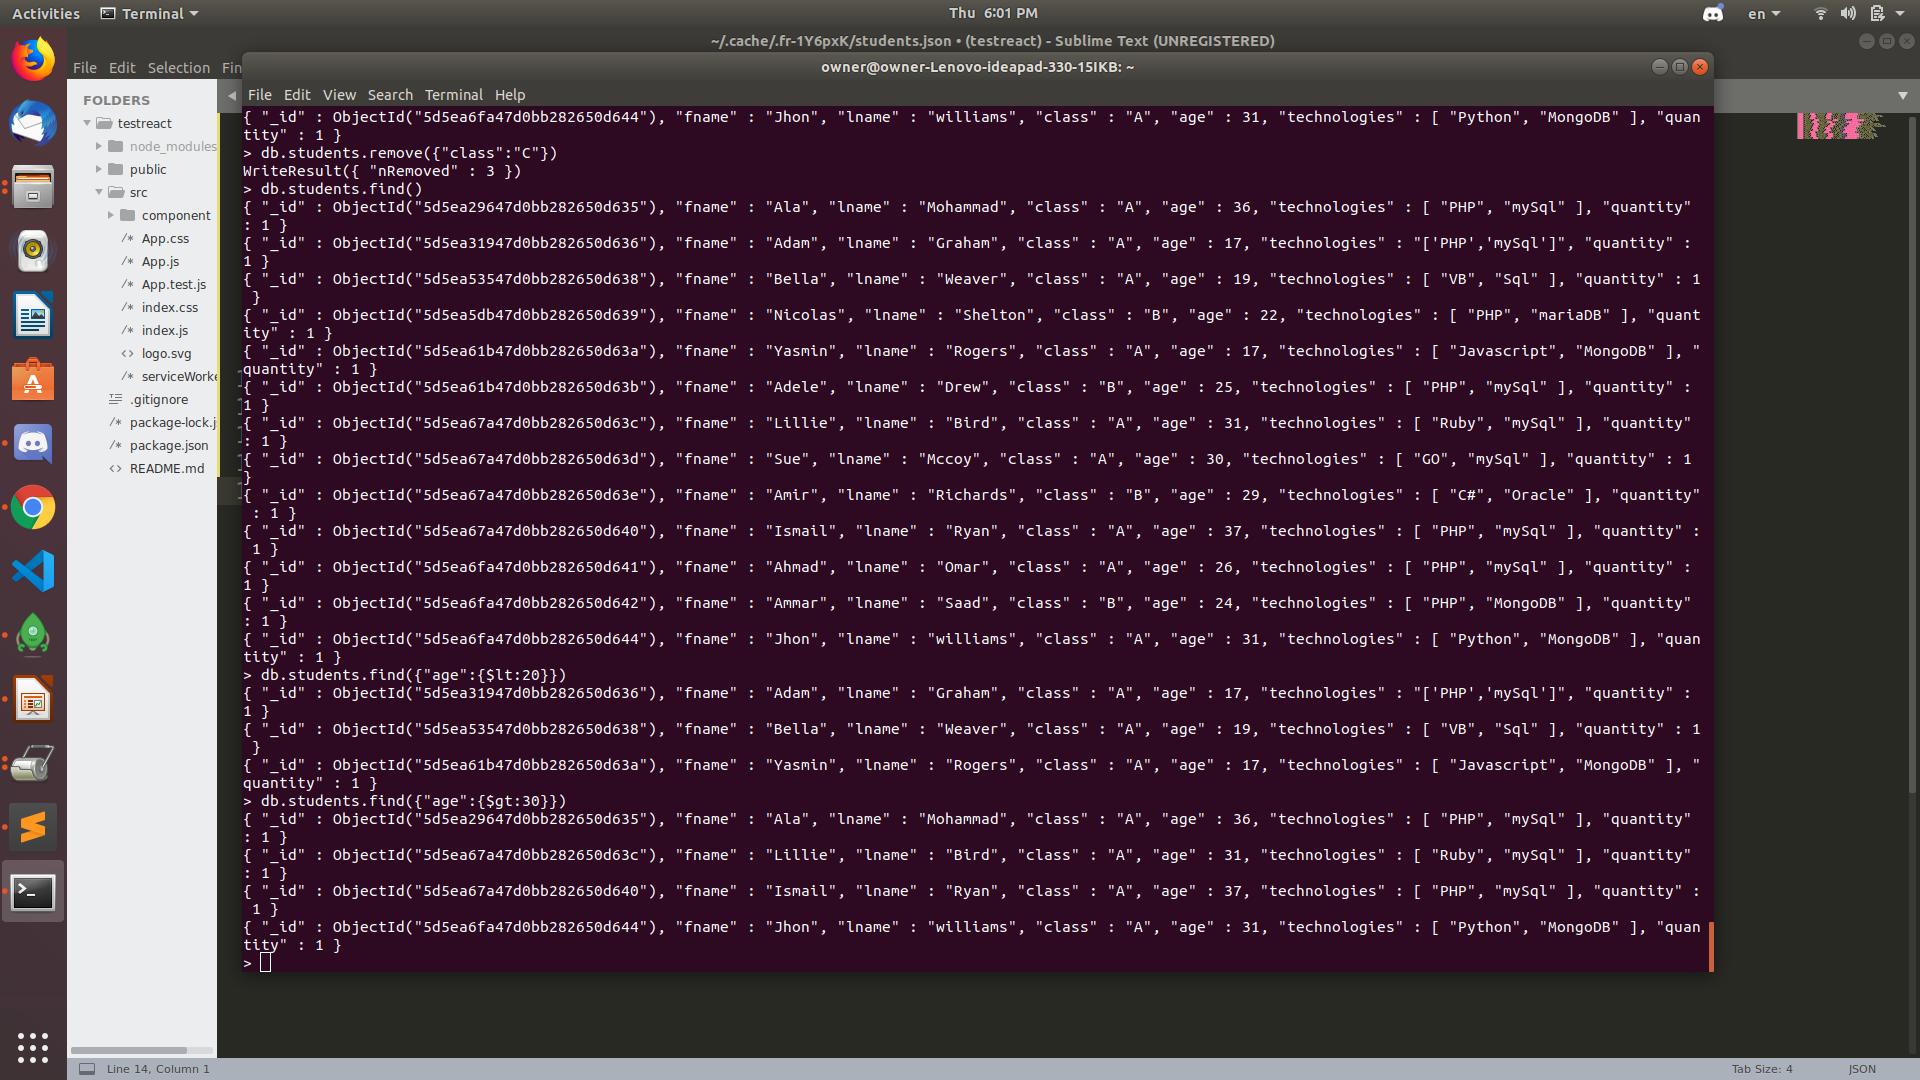 Activities
Terminal
Thu 6:01 PM
en
~/.cache/.fr-1Y6pxK/students.json • (testreact) - Sublime Text (UNREGISTERED)
File Edit Selection Fin
owner@owner-Lenovo-ideapad-330-15IKB: ~
File Edit View Search Terminal Help
FOLDERS
testreact
node_modules
public
src
component
App.css
App.js
App.test.js
index.css
index.js
logo.svg
serviceWorke
.gitignore
package-lock.j
package.json
README.md
{ "_id" : ObjectId("5d5ea6fa47d0bb282650d644"), "fname" : "Jhon", "lname" : "williams", "class" : "A", "age" : 31, "technologies" : [ "Python", "MongoDB" ], "quan
tity" : 1 }
> db.students.remove({"class":"C"})
WriteResult({ "nRemoved" : 3 })
> db.students.find()
{ "_id" : ObjectId("5d5ea29647d0bb282650d635"), "fname" : "Ala", "lname" : "Mohammad", "class" : "A", "age" : 36, "technologies" : [ "PHP", "mySql" ], "quantity"
: 1 }
{ "_id" : ObjectId("5d5ea31947d0bb282650d636"), "fname" : "Adam", "lname" : "Graham", "class" : "A", "age" : 17, "technologies" : "['PHP','mySql']", "quantity" :
1 }
{ "_id" : ObjectId("5d5ea53547d0bb282650d638"), "fname" : "Bella", "lname" : "Weaver", "class" : "A", "age" : 19, "technologies" : [ "VB", "Sql" ], "quantity" : 1
}
{ "_id" : ObjectId("5d5ea5db47d0bb282650d639"), "fname" : "Nicolas", "lname" : "Shelton", "class" : "B", "age" : 22, "technologies" : [ "PHP", "mariaDB" ], "quant
ity" : 1 }
{ "_id" : ObjectId("5d5ea61b47d0bb282650d63a"), "fname" : "Yasmin", "lname" : "Rogers", "class" : "A", "age" : 17, "technologies" : [ "Javascript", "MongoDB" ], "
quantity" : 1 }
{ "_id" : ObjectId("5d5ea61b47d0bb282650d63b"), "fname" : "Adele", "lname" : "Drew", "class" : "B", "age" : 25, "technologies" : [ "PHP", "mySql" ], "quantity" :
1 }
{ "_id" : ObjectId("5d5ea67a47d0bb282650d63c"), "fname" : "Lillie", "lname" : "Bird", "class" : "A", "age" : 31, "technologies" : [ "Ruby", "mySql" ], "quantity"
: 1 }
{ "_id" : ObjectId("5d5ea67a47d0bb282650d63d"), "fname" : "Sue", "lname" : "Mccoy", "class" : "A", "age" : 30, "technologies" : [ "GO", "mySql" ], "quantity" : 1
}
{ "_id" : ObjectId("5d5ea67a47d0bb282650d63e"), "fname" : "Amir", "lname" : "Richards", "class" : "B", "age" : 29, "technologies" : [ "C#", "Oracle" ], "quantity"
: 1 }
{ "_id" : ObjectId("5d5ea67a47d0bb282650d640"), "fname" : "Ismail", "lname" : "Ryan", "class" : "A", "age" : 37, "technologies" : [ "PHP", "mySql" ], "quantity" :
1 }
{ "_id" : ObjectId("5d5ea6fa47d0bb282650d641"), "fname" : "Ahmad", "lname" : "Omar", "class" : "A", "age" : 26, "technologies" : [ "PHP", "mySql" ], "quantity" :
1 }
{ "_id" : ObjectId("5d5ea6fa47d0bb282650d642"), "fname" : "Ammar", "lname" : "Saad", "class" : "B", "age" : 24, "technologies" : [ "PHP", "MongoDB" ], "quantity"
: 1 }
{ "_id" : ObjectId("5d5ea6fa47d0bb282650d644"), "fname" : "Jhon", "lname" : "williams", "class" : "A", "age" : 31, "technologies" : [ "Python", "MongoDB" ], "quan
tity" : 1 }
> db.students.find({"age":{$lt:20}})
{ "_id" : ObjectId("5d5ea31947d0bb282650d636"), "fname" : "Adam", "lname" : "Graham", "class" : "A", "age" : 17, "technologies" : "['PHP','mySql']", "quantity" :
1 }
{ "_id" : ObjectId("5d5ea53547d0bb282650d638"), "fname" : "Bella", "lname" : "Weaver", "class" : "A", "age" : 19, "technologies" : [ "VB", "Sql" ], "quantity" : 1
}
{ "_id" : ObjectId("5d5ea61b47d0bb282650d63a"), "fname" : "Yasmin", "lname" : "Rogers", "class" : "A", "age" : 17, "technologies" : [ "Javascript", "MongoDB" ], "
quantity" : 1 }
> db.students.find({"age":{$gt:30}})
{ "_id" : ObjectId("5d5ea29647d0bb282650d635"), "fname" : "Ala", "lname" : "Mohammad", "class" : "A", "age" : 36, "technologies" : [ "PHP", "mySql" ], "quantity"
: 1 }
{ "_id" : ObjectId("5d5ea67a47d0bb282650d63c"), "fname" : "Lillie", "lname" : "Bird", "class" : "A", "age" : 31, "technologies" : [ "Ruby", "mySql" ], "quantity"
: 1 }
{ "_id" : ObjectId("5d5ea67a47d0bb282650d640"), "fname" : "Ismail", "lname" : "Ryan", "class" : "A", "age" : 37, "technologies" : [ "PHP", "mySql" ], "quantity" :
1 }
{ "_id" : ObjectId("5d5ea6fa47d0bb282650d644"), "fname" : "Jhon", "lname" : "williams", "class" : "A", "age" : 31, "technologies" : [ "Python", "MongoDB" ], "quan
tity" : 1 }
>
Line 14, Column 1
Tab Size: 4
JSON